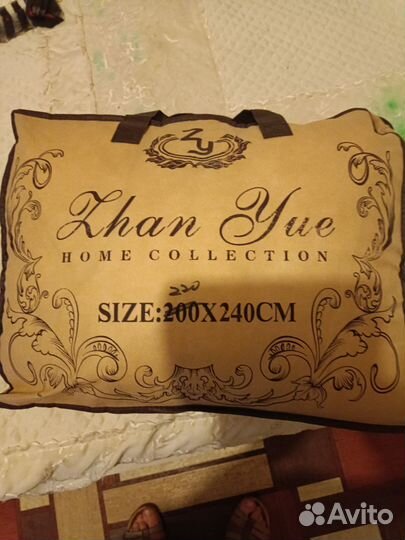 ZY
Zhan Yue
HOME COLLECTION
220
SIZE:200X240CM
Avito